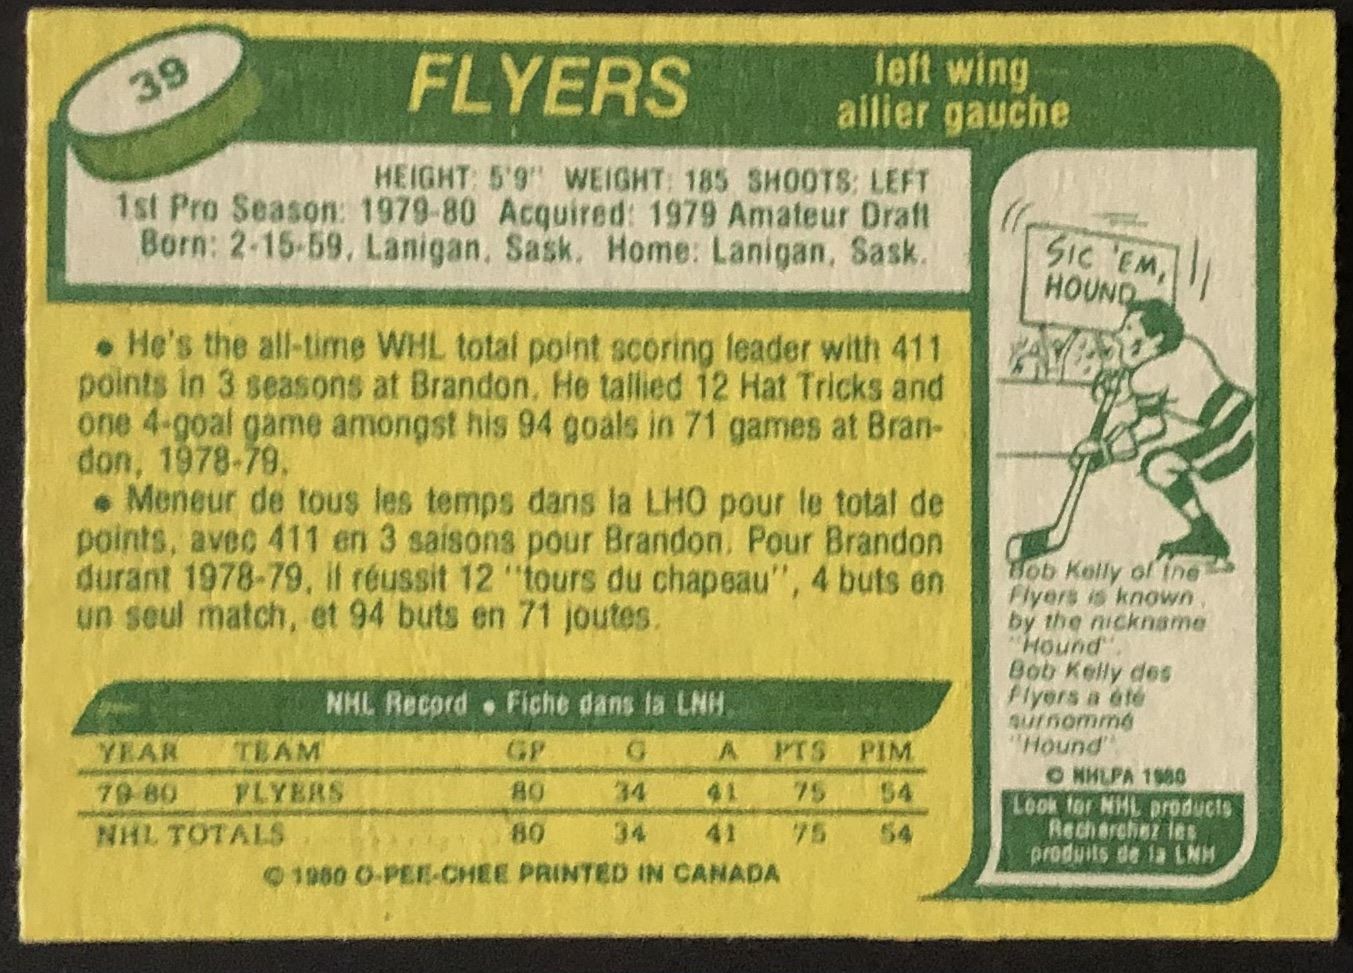 39
FLYERS
left wing
ailier gauche
HEIGHT: 5'9" WEIGHT: 185 SHOOTS: LEFT
1st Pro Season: 1979-80 Acquired: 1979 Amateur Draft
Born: 2-15-59, Lanigan, Sask. Home: Lanigan, Sask.
• He's the all-time WHL total point scoring leader with 411
points in 3 seasons at Brandon. He tallied 12 Hat Tricks and
one 4-goal game amongst his 94 goals in 71 games at Bran-
don, 1978-79.
• Meneur de tous les temps dans la LHO pour le total de
points, avec 411 en 3 saisons pour Brandon. Pour Brandon
durant 1978-79, il réussit 12 "tours du chapeau", 4 buts en
un seul match, et 94 buts en 71 joutes.
NHL Record • Fiche dans la LNH.
YEAR TEAM GP G A PTS PIM
79-80 FLYERS 80 34 41 75 54
NHL TOTALS 80 34 41 75 54
© 1980 O-PEE-CHEE PRINTED IN CANADA
SIC 'EM,
HOUND
Bob Kelly of the
Flyers is known
by the nickname
"Hound".
Bob Kelly des
Flyers a été
surnommé
"Hound".
© NHLPA 1980
Look for NHL products
Recherchez les
produits de la LNH